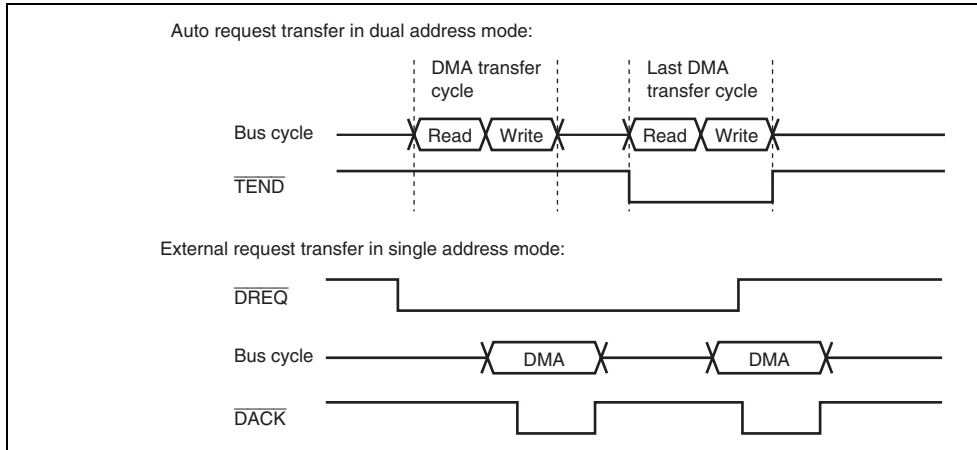 Auto request transfer in dual address mode:
DMA transfer
cycle
Last DMA
transfer cycle
Bus cycle
Read
Write
Read
Write
TEND
External request transfer in single address mode:
DREQ
Bus cycle
DMA
DMA
DACK